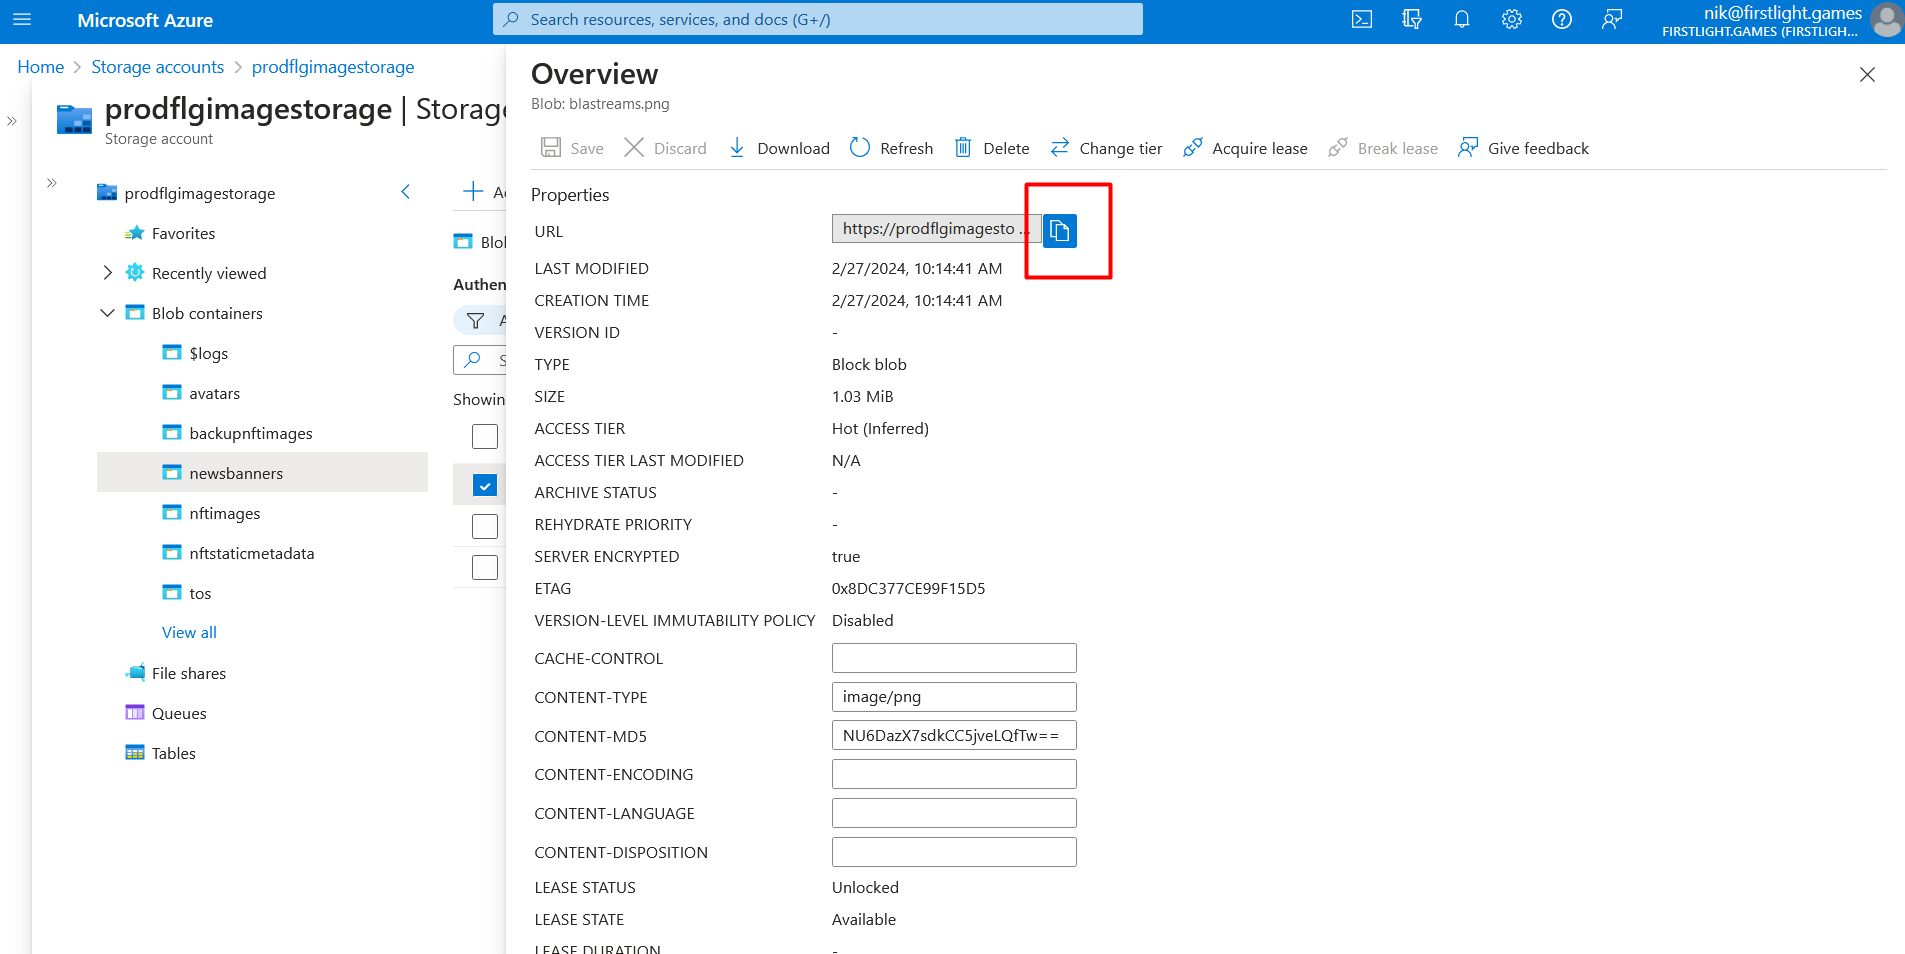 Microsoft Azure
Search resources, services, and docs (G+/)
nik@firstlight.games
FIRSTLIGHT.GAMES (FIRSTLIGH...
Home > Storage accounts > prodflgimagestorage
prodflgimagestorage | Storag
Storage account
prodflgimagestorage
Favorites
Recently viewed
Blob containers
$logs
avatars
backupnftimages
newsbanners
nftimages
nftstaticmetadata
tos
View all
File shares
Queues
Tables
Blo
Authen
Showin
Overview
Blob: blastreams.png
Save Discard Download Refresh Delete Change tier Acquire lease Break lease Give feedback
Properties
URL https://prodflgimagesto ...
LAST MODIFIED 2/27/2024, 10:14:41 AM
CREATION TIME 2/27/2024, 10:14:41 AM
VERSION ID -
TYPE Block blob
SIZE 1.03 MiB
ACCESS TIER Hot (Inferred)
ACCESS TIER LAST MODIFIED N/A
ARCHIVE STATUS -
REHYDRATE PRIORITY -
SERVER ENCRYPTED true
ETAG 0x8DC377CE99F15D5
VERSION-LEVEL IMMUTABILITY POLICY Disabled
CACHE-CONTROL
CONTENT-TYPE image/png
CONTENT-MD5 NU6DazX7sdkCC5jveLQfTw==
CONTENT-ENCODING
CONTENT-LANGUAGE
CONTENT-DISPOSITION
LEASE STATUS Unlocked
LEASE STATE Available
LEASE DURATION -